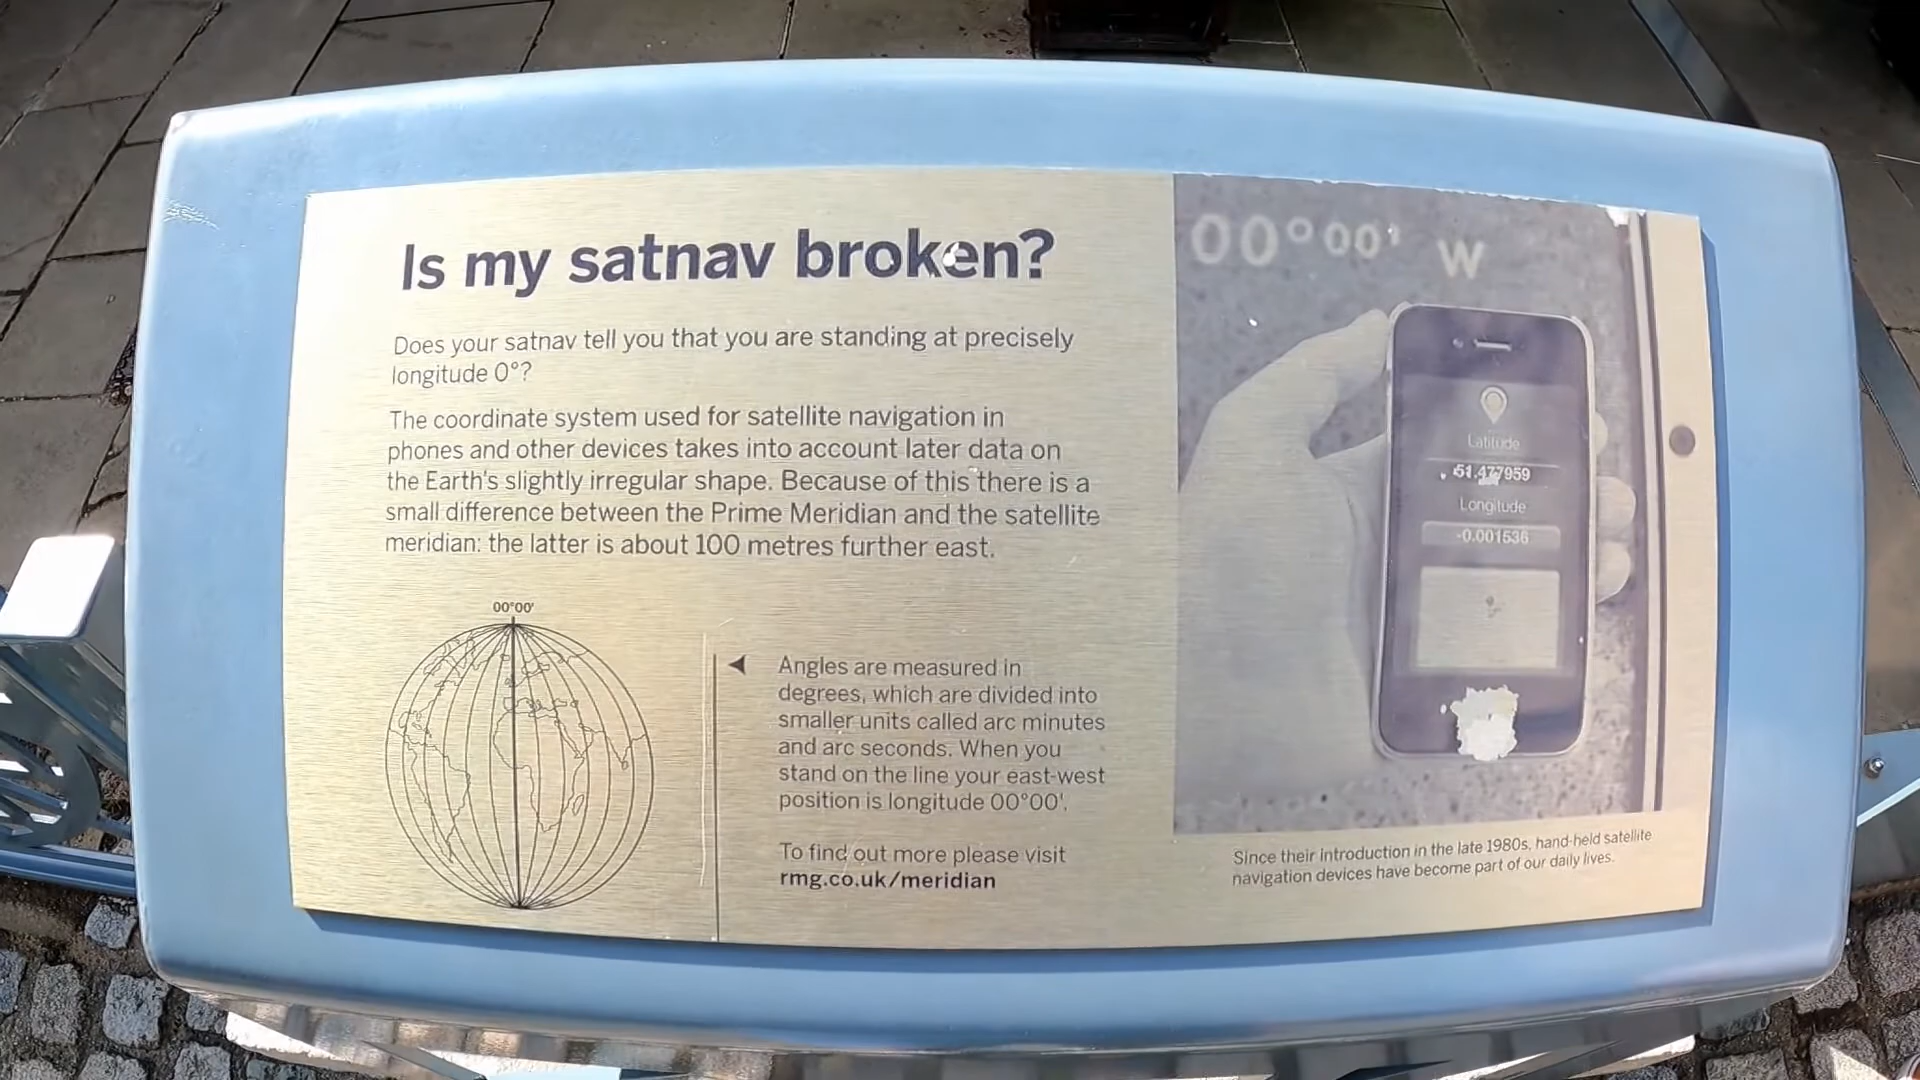 Is my satnav broken?
Does your satnav tell you that you are standing at precisely
longitude 0°?
The coordinate system used for satellite navigation in
phones and other devices takes into account later data on
the Earth's slightly irregular shape. Because of this there is a
small difference between the Prime Meridian and the satellite
meridian: the latter is about 100 metres further east.
00°00'
Angles are measured in
degrees, which are divided into
smaller units called arc minutes
and arc seconds. When you
stand on the line your east-west
position is longitude 00°00'.
To find out more please visit
rmg.co.uk/meridian
00°00' W
Latitude
51.477959
Longitude
-0.001536
Since their introduction in the late 1980s, hand-held satellite
navigation devices have become part of our daily lives.